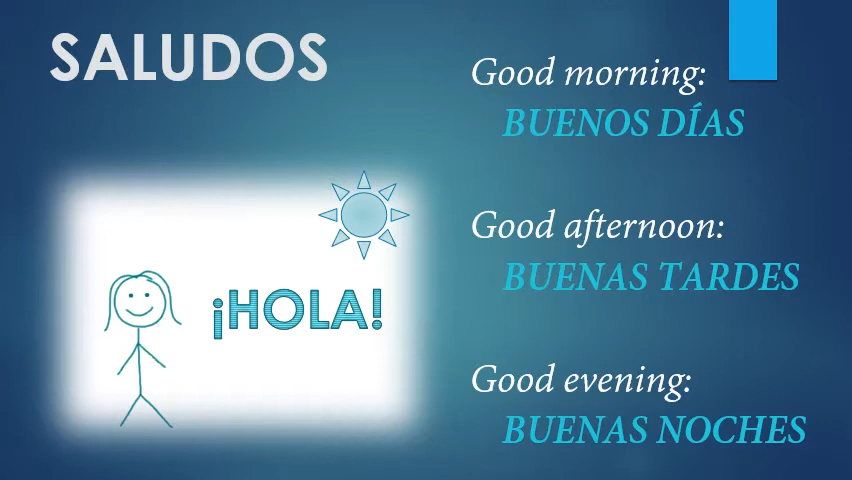 SALUDOS
¡HOLA!
Good morning:
BUENOS DÍAS
Good afternoon:
BUENAS TARDES
Good evening:
BUENAS NOCHES